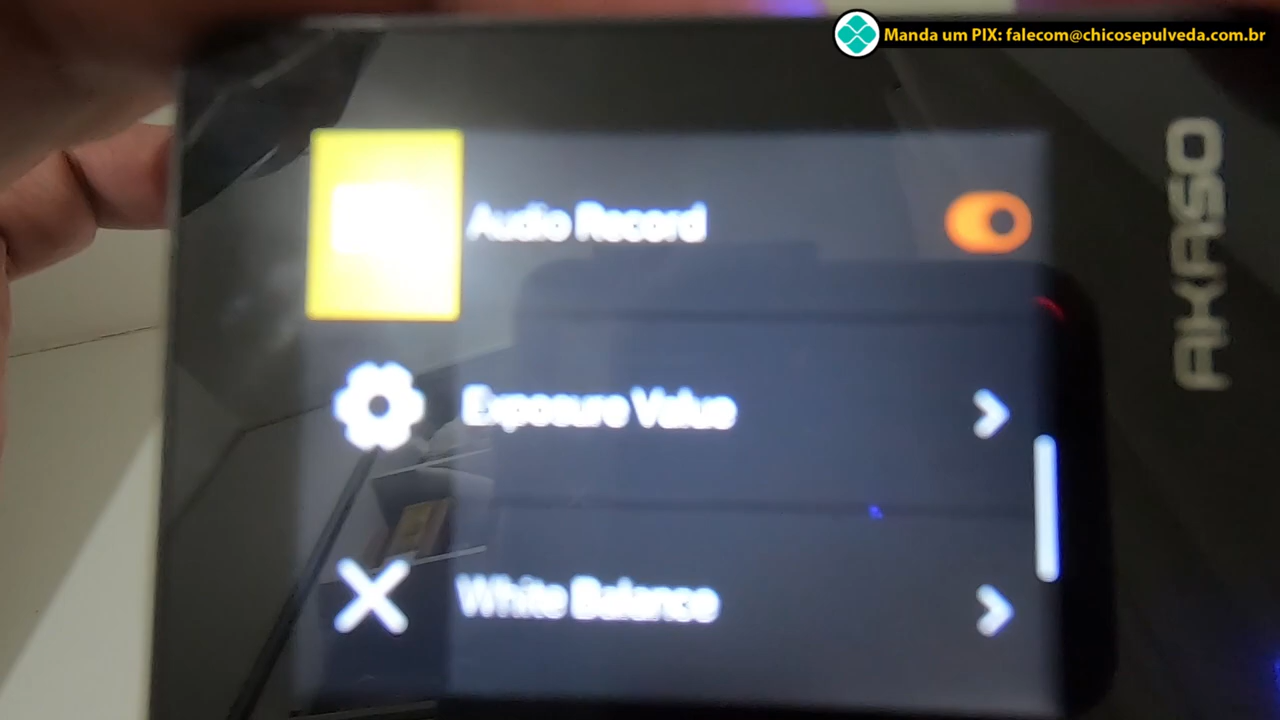 Manda um PIX: falecom@chicosepulveda.com.br
Audio Record
Exposure Value
White Balance
AKASO